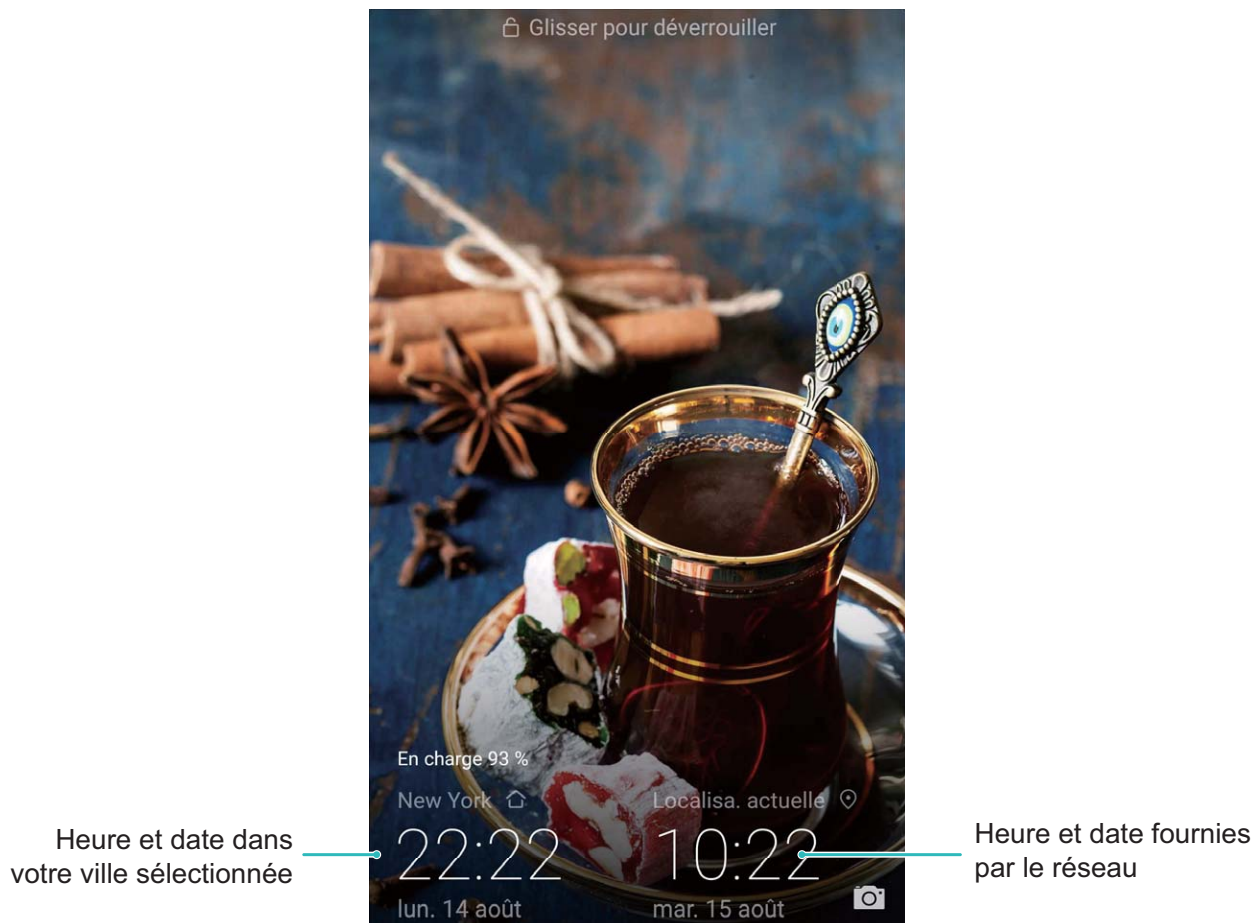 Glisser pour déverrouiller
En charge 93 %
New York
Localisa. actuelle
22:22
10:22
lun. 14 août
mar. 15 août
Heure et date dans
votre ville sélectionnée
Heure et date fournies
par le réseau